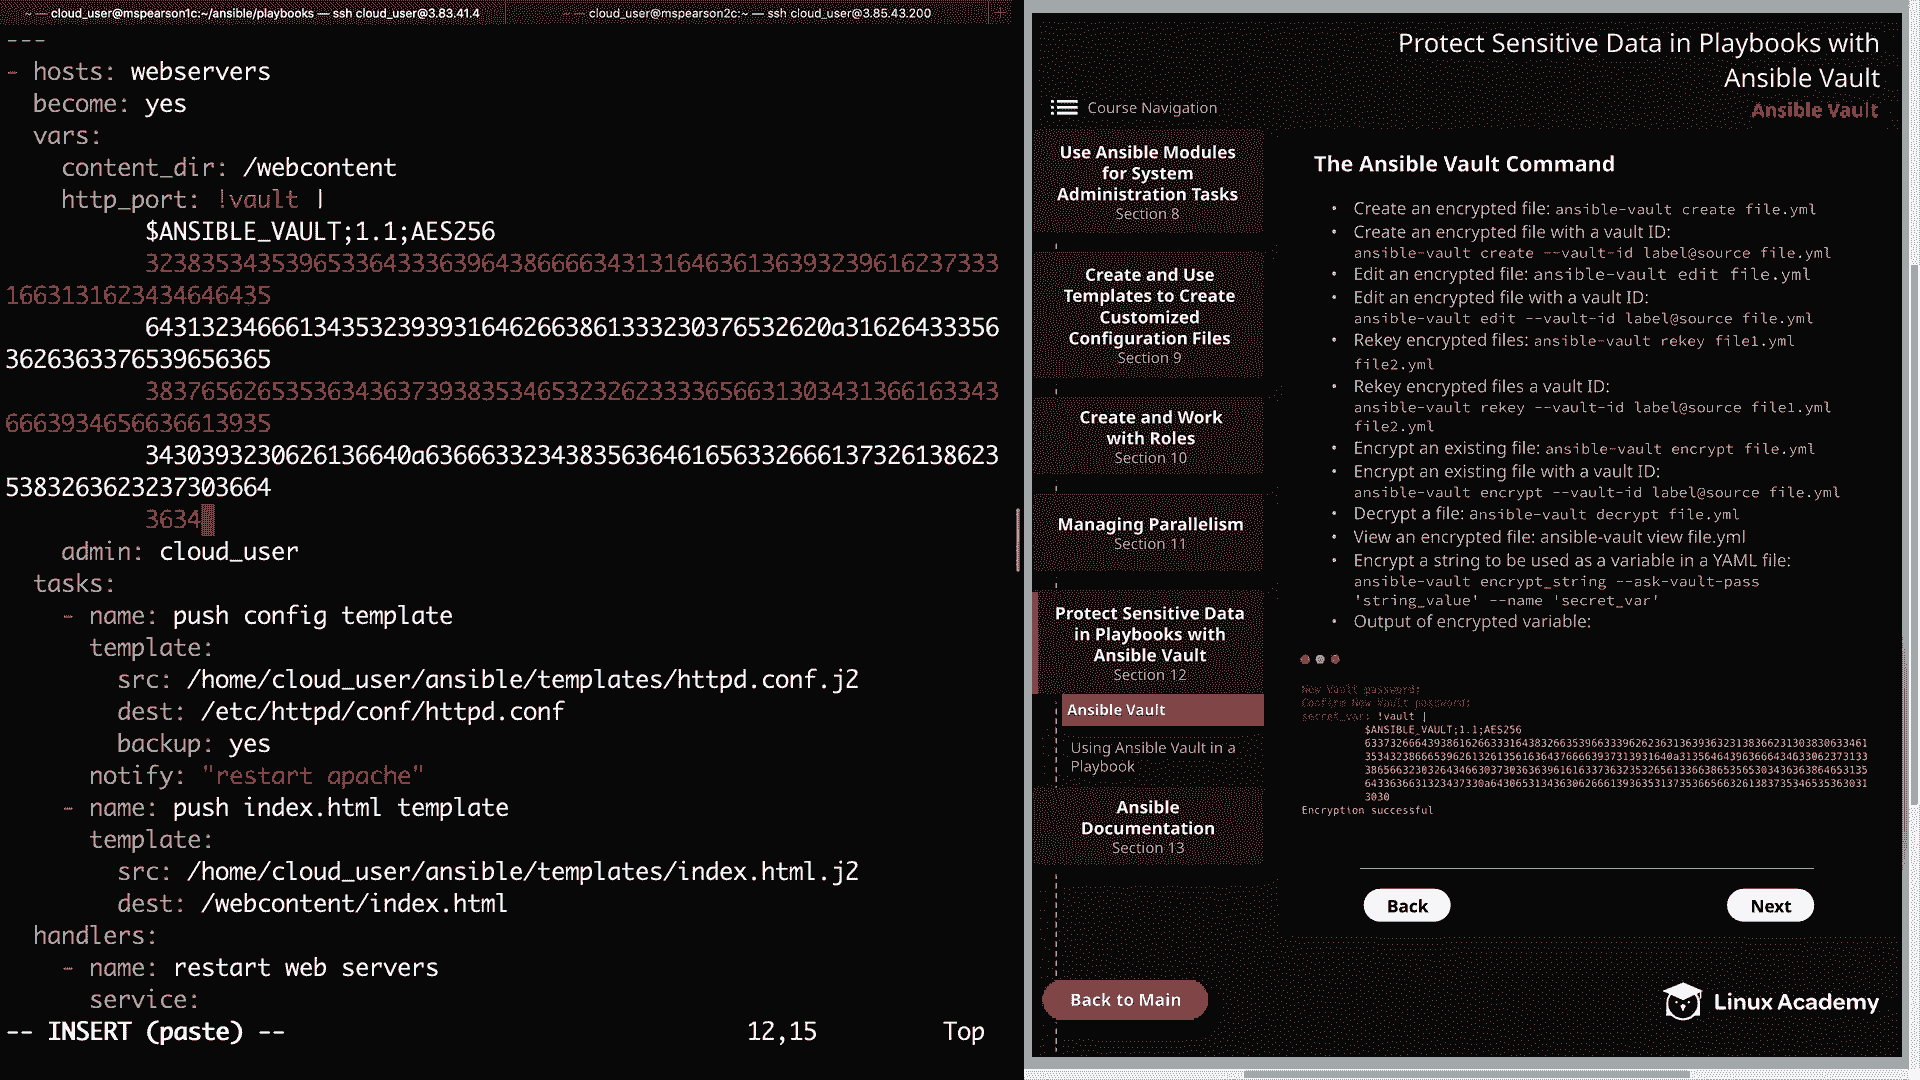 ~ — cloud_user@mspearson1c:~/ansible/playbooks — ssh cloud_user@3.83.41.4
~ — cloud_user@mspearson2c:~ — ssh cloud_user@3.85.43.200
---
- hosts: webservers
  become: yes
  vars:
    content_dir: /webcontent
    http_port: !vault |
          $ANSIBLE_VAULT;1.1;AES256
          32383534353965336433363964386666343131646361363932396162373331
1663131623434646435
          64313234666134353239393164626638613332303765326 20a31626433356
3626363376539656365
          38376562653536343637393835346532326233336566313034313661633 43
66639346566366 13935
          3430393230626136640a636663323438356364616563326661373261386 23
5383263623237303664
          3634
    admin: cloud_user
  tasks:
    - name: push config template
      template:
        src: /home/cloud_user/ansible/templates/httpd.conf.j2
        dest: /etc/httpd/conf/httpd.conf
        backup: yes
      notify: "restart apache"
    - name: push index.html template
      template:
        src: /home/cloud_user/ansible/templates/index.html.j2
        dest: /webcontent/index.html
  handlers:
    - name: restart web servers
      service:
-- INSERT (paste) --    12,15    Top
Protect Sensitive Data in Playbooks with
Ansible Vault
Ansible Vault
Course Navigation
Use Ansible Modules
for System
Administration Tasks
Section 8
Create and Use
Templates to Create
Customized
Configuration Files
Section 9
Create and Work
with Roles
Section 10
Managing Parallelism
Section 11
Protect Sensitive Data
in Playbooks with
Ansible Vault
Section 12
Ansible Vault
Using Ansible Vault in a
Playbook
Ansible
Documentation
Section 13
Back to Main
The Ansible Vault Command
• Create an encrypted file: ansible-vault create file.yml
• Create an encrypted file with a vault ID:
ansible-vault create --vault-id label@source file.yml
• Edit an encrypted file: ansible-vault edit file.yml
• Edit an encrypted file with a vault ID:
ansible-vault edit --vault-id label@source file.yml
• Rekey encrypted files: ansible-vault rekey file1.yml
file2.yml
• Rekey encrypted files a vault ID:
ansible-vault rekey --vault-id label@source file1.yml
file2.yml
• Encrypt an existing file: ansible-vault encrypt file.yml
• Encrypt an existing file with a vault ID:
ansible-vault encrypt --vault-id label@source file.yml
• Decrypt a file: ansible-vault decrypt file.yml
• View an encrypted file: ansible-vault view file.yml
• Encrypt a string to be used as a variable in a YAML file:
ansible-vault encrypt_string --ask-vault-pass
'string_value' --name 'secret_var'
• Output of encrypted variable:
New Vault password:
Confirm New Vault password:
secret_var: !vault |
$ANSIBLE_VAULT;1.1;AES256
3030
Encryption successful
Back
Next
Linux Academy